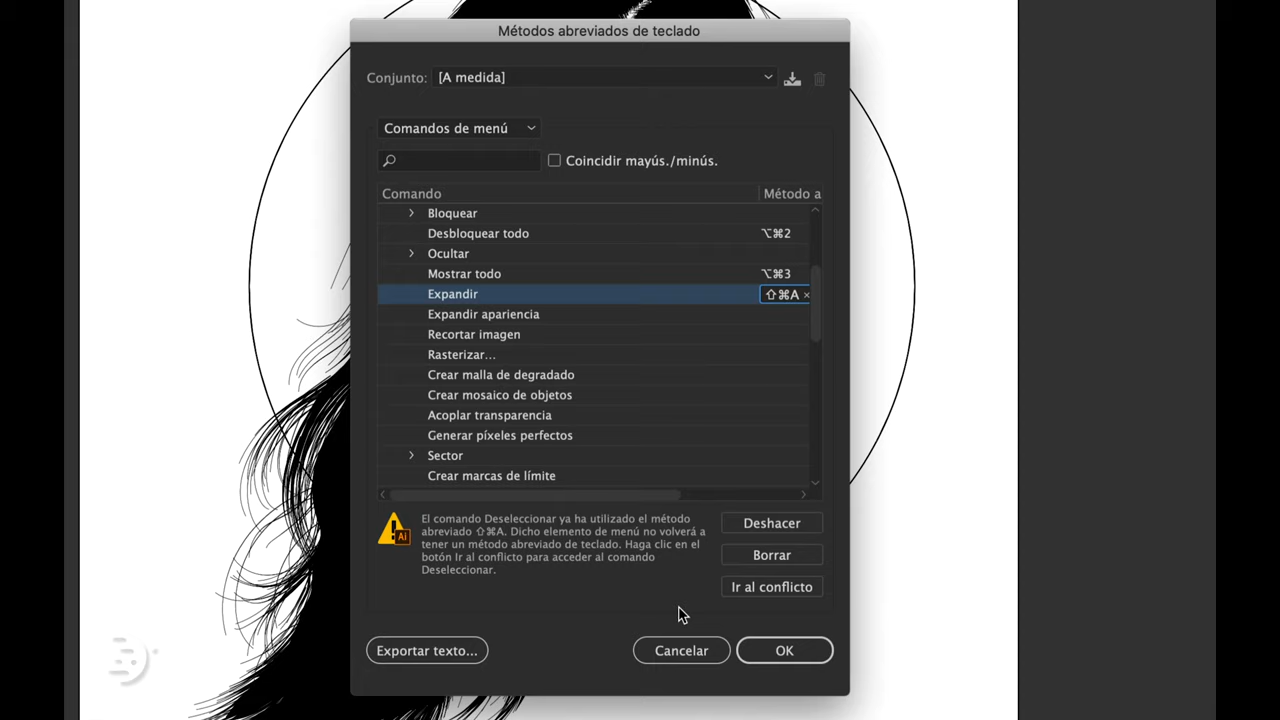 Métodos abreviados de teclado
Conjunto: [A medida]
Comandos de menú
Coincidir mayús./minús.
Comando Método a
Bloquear
Desbloquear todo ⌥⌘2
Ocultar
Mostrar todo ⌥⌘3
Expandir ⇧⌘A ×
Expandir apariencia
Recortar imagen
Rasterizar...
Crear malla de degradado
Crear mosaico de objetos
Acoplar transparencia
Generar píxeles perfectos
Sector
Crear marcas de límite
Ai
El comando Deseleccionar ya ha utilizado el método
abreviado ⇧⌘A. Dicho elemento de menú no volverá a
tener un método abreviado de teclado. Haga clic en el
botón Ir al conflicto para acceder al comando
Deseleccionar.
Deshacer
Borrar
Ir al conflicto
Exportar texto...
Cancelar
OK